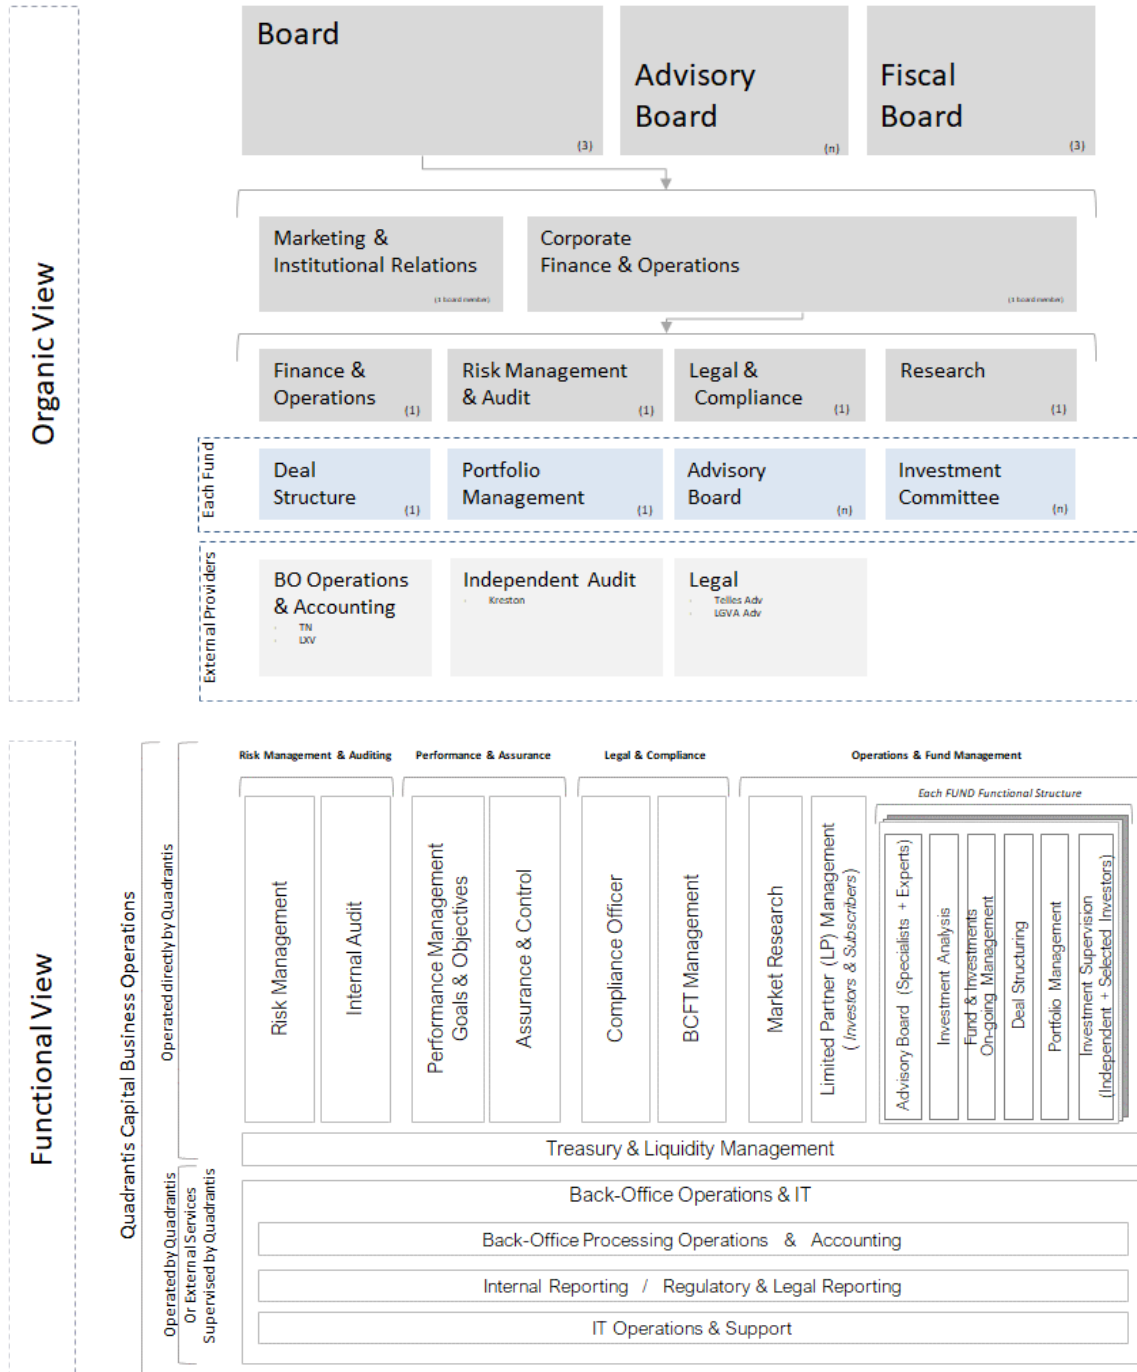 Organic View
Board
{3}
Advisory
Board
{n}
Fiscal
Board
{3}
Marketing &
Institutional Relations
(1 board member)
Corporate
Finance & Operations
(1 board member)
Finance &
Operations
{1}
Risk Management
& Audit
{1}
Legal &
Compliance
{1}
Research
{1}
Each Fund
Deal
Structure
{1}
Portfolio
Management
{1}
Advisory
Board
{n}
Investment
Committee
{n}
External Providers
BO Operations
& Accounting
TN
LXV
Independent Audit
Kreston
Legal
Telles Adv
LGVA Adv
Functional View
Quadrantis Capital Business Operations
Operated directly by Quadrantis
Operated by Quadrantis
Or External Services
Supervised by Quadrantis
Risk Management & Auditing
Performance & Assurance
Legal & Compliance
Operations & Fund Management
Each FUND Functional Structure
Risk Management
Internal Audit
Performance Management
Goals & Objectives
Assurance & Control
Compliance Officer
BCFT Management
Market Research
Limited Partner (LP) Management
( Investors & Subscribers)
Advisory Board (Specialists + Experts)
Investment Analysis
Fund & Investments
On-going Management
Deal Structuring
Portfolio Management
Investment Supervision
(Independent + Selected Investors)
Treasury & Liquidity Management
Back-Office Operations & IT
Back-Office Processing Operations & Accounting
Internal Reporting / Regulatory & Legal Reporting
IT Operations & Support